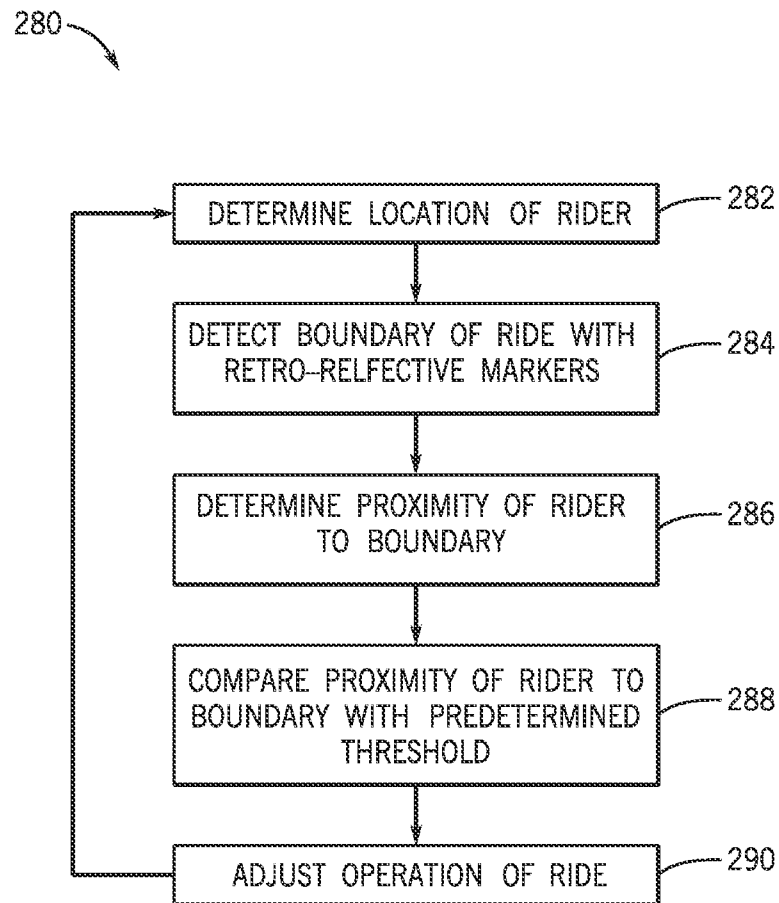 280
DETERMINE LOCATION OF RIDER
282
DETECT BOUNDARY OF RIDE WITH
RETRO-RELFECTIVE MARKERS
284
DETERMINE PROXIMITY OF RIDER
TO BOUNDARY
286
COMPARE PROXIMITY OF RIDER TO
BOUNDARY WITH PREDETERMINED
THRESHOLD
288
ADJUST OPERATION OF RIDE
290